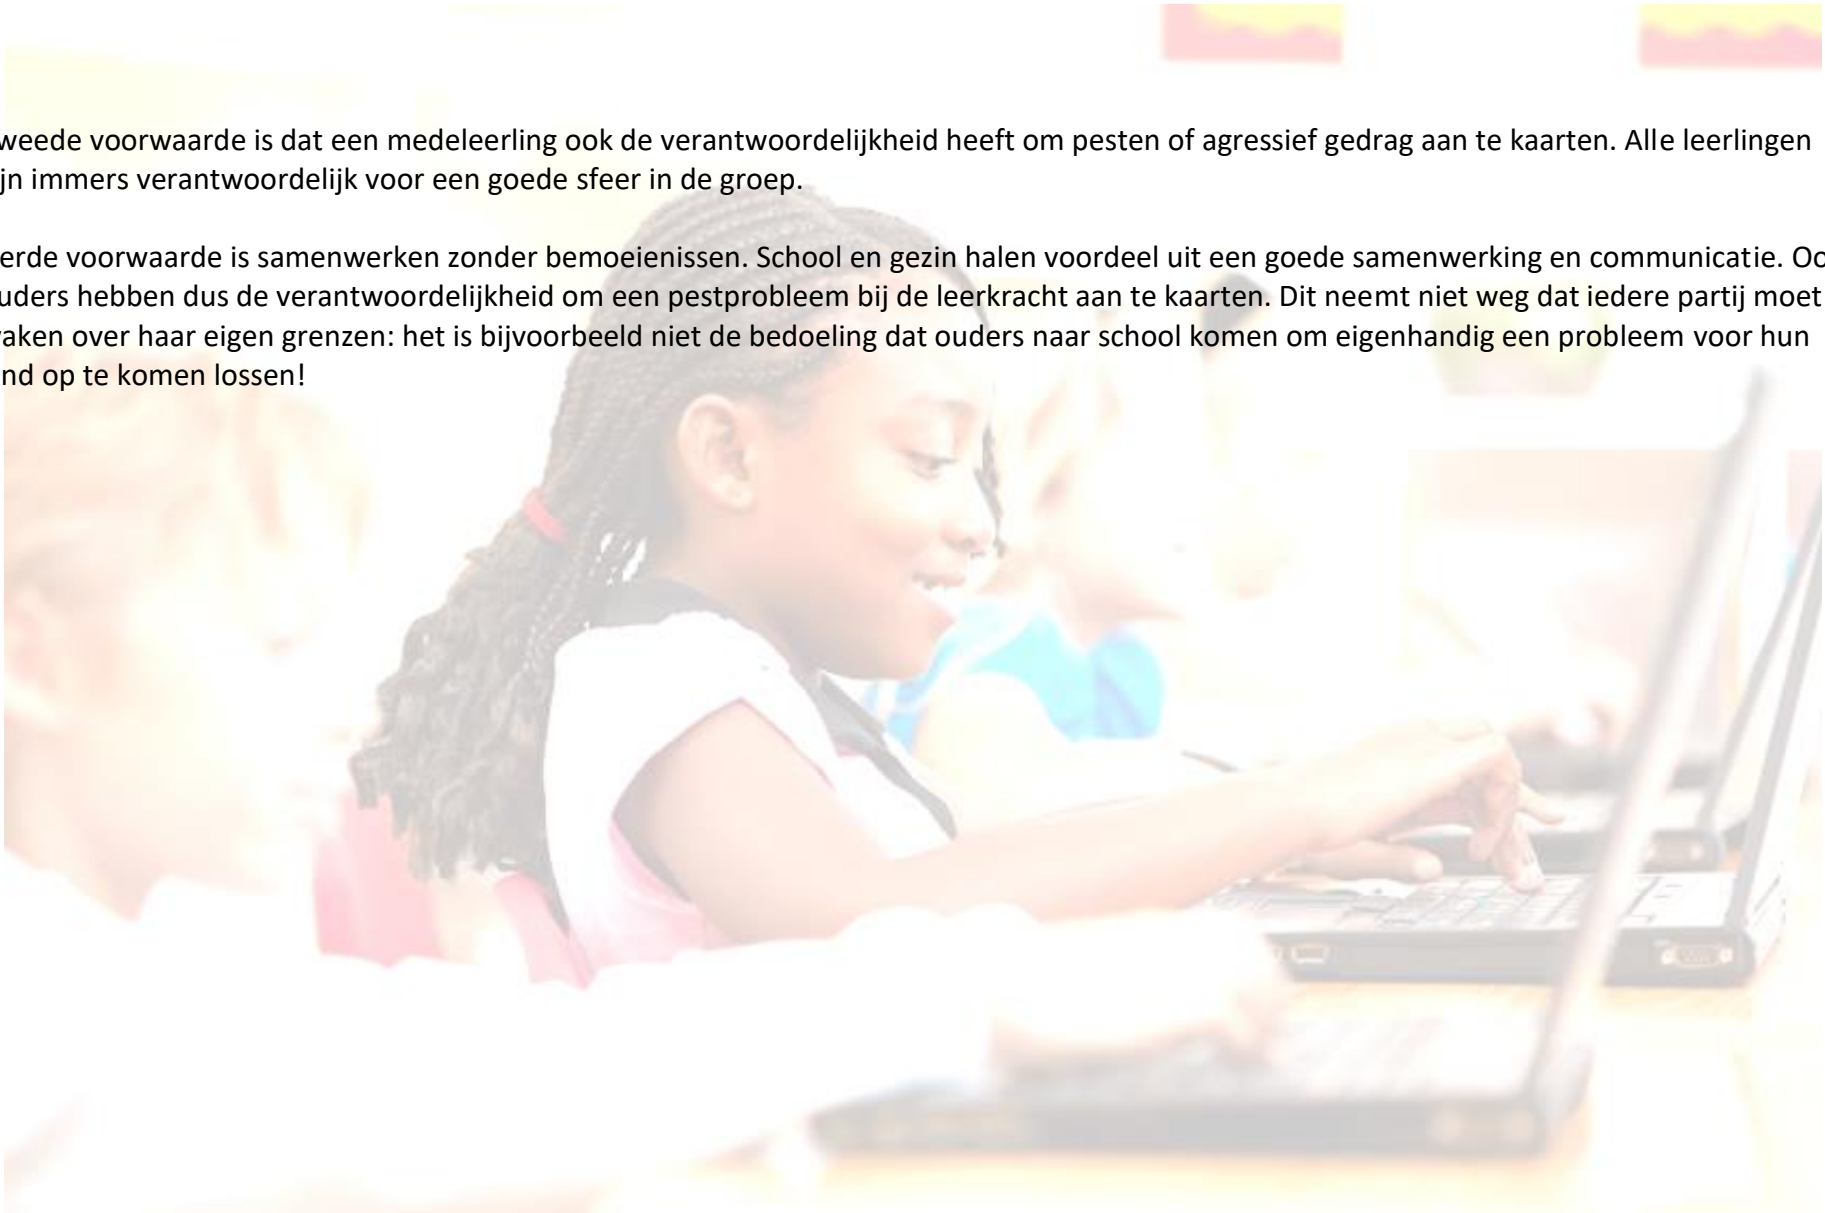 weede voorwaarde is dat een medeleerling ook de verantwoordelijkheid heeft om pesten of agressief gedrag aan te kaarten. Alle leerlingen
ijn immers verantwoordelijk voor een goede sfeer in de groep.
erde voorwaarde is samenwerken zonder bemoeienissen. School en gezin halen voordeel uit een goede samenwerking en communicatie. Oo
uders hebben dus de verantwoordelijkheid om een pestprobleem bij de leerkracht aan te kaarten. Dit neemt niet weg dat iedere partij moet
aken over haar eigen grenzen: het is bijvoorbeeld niet de bedoeling dat ouders naar school komen om eigenhandig een probleem voor hun
nd op te komen lossen!